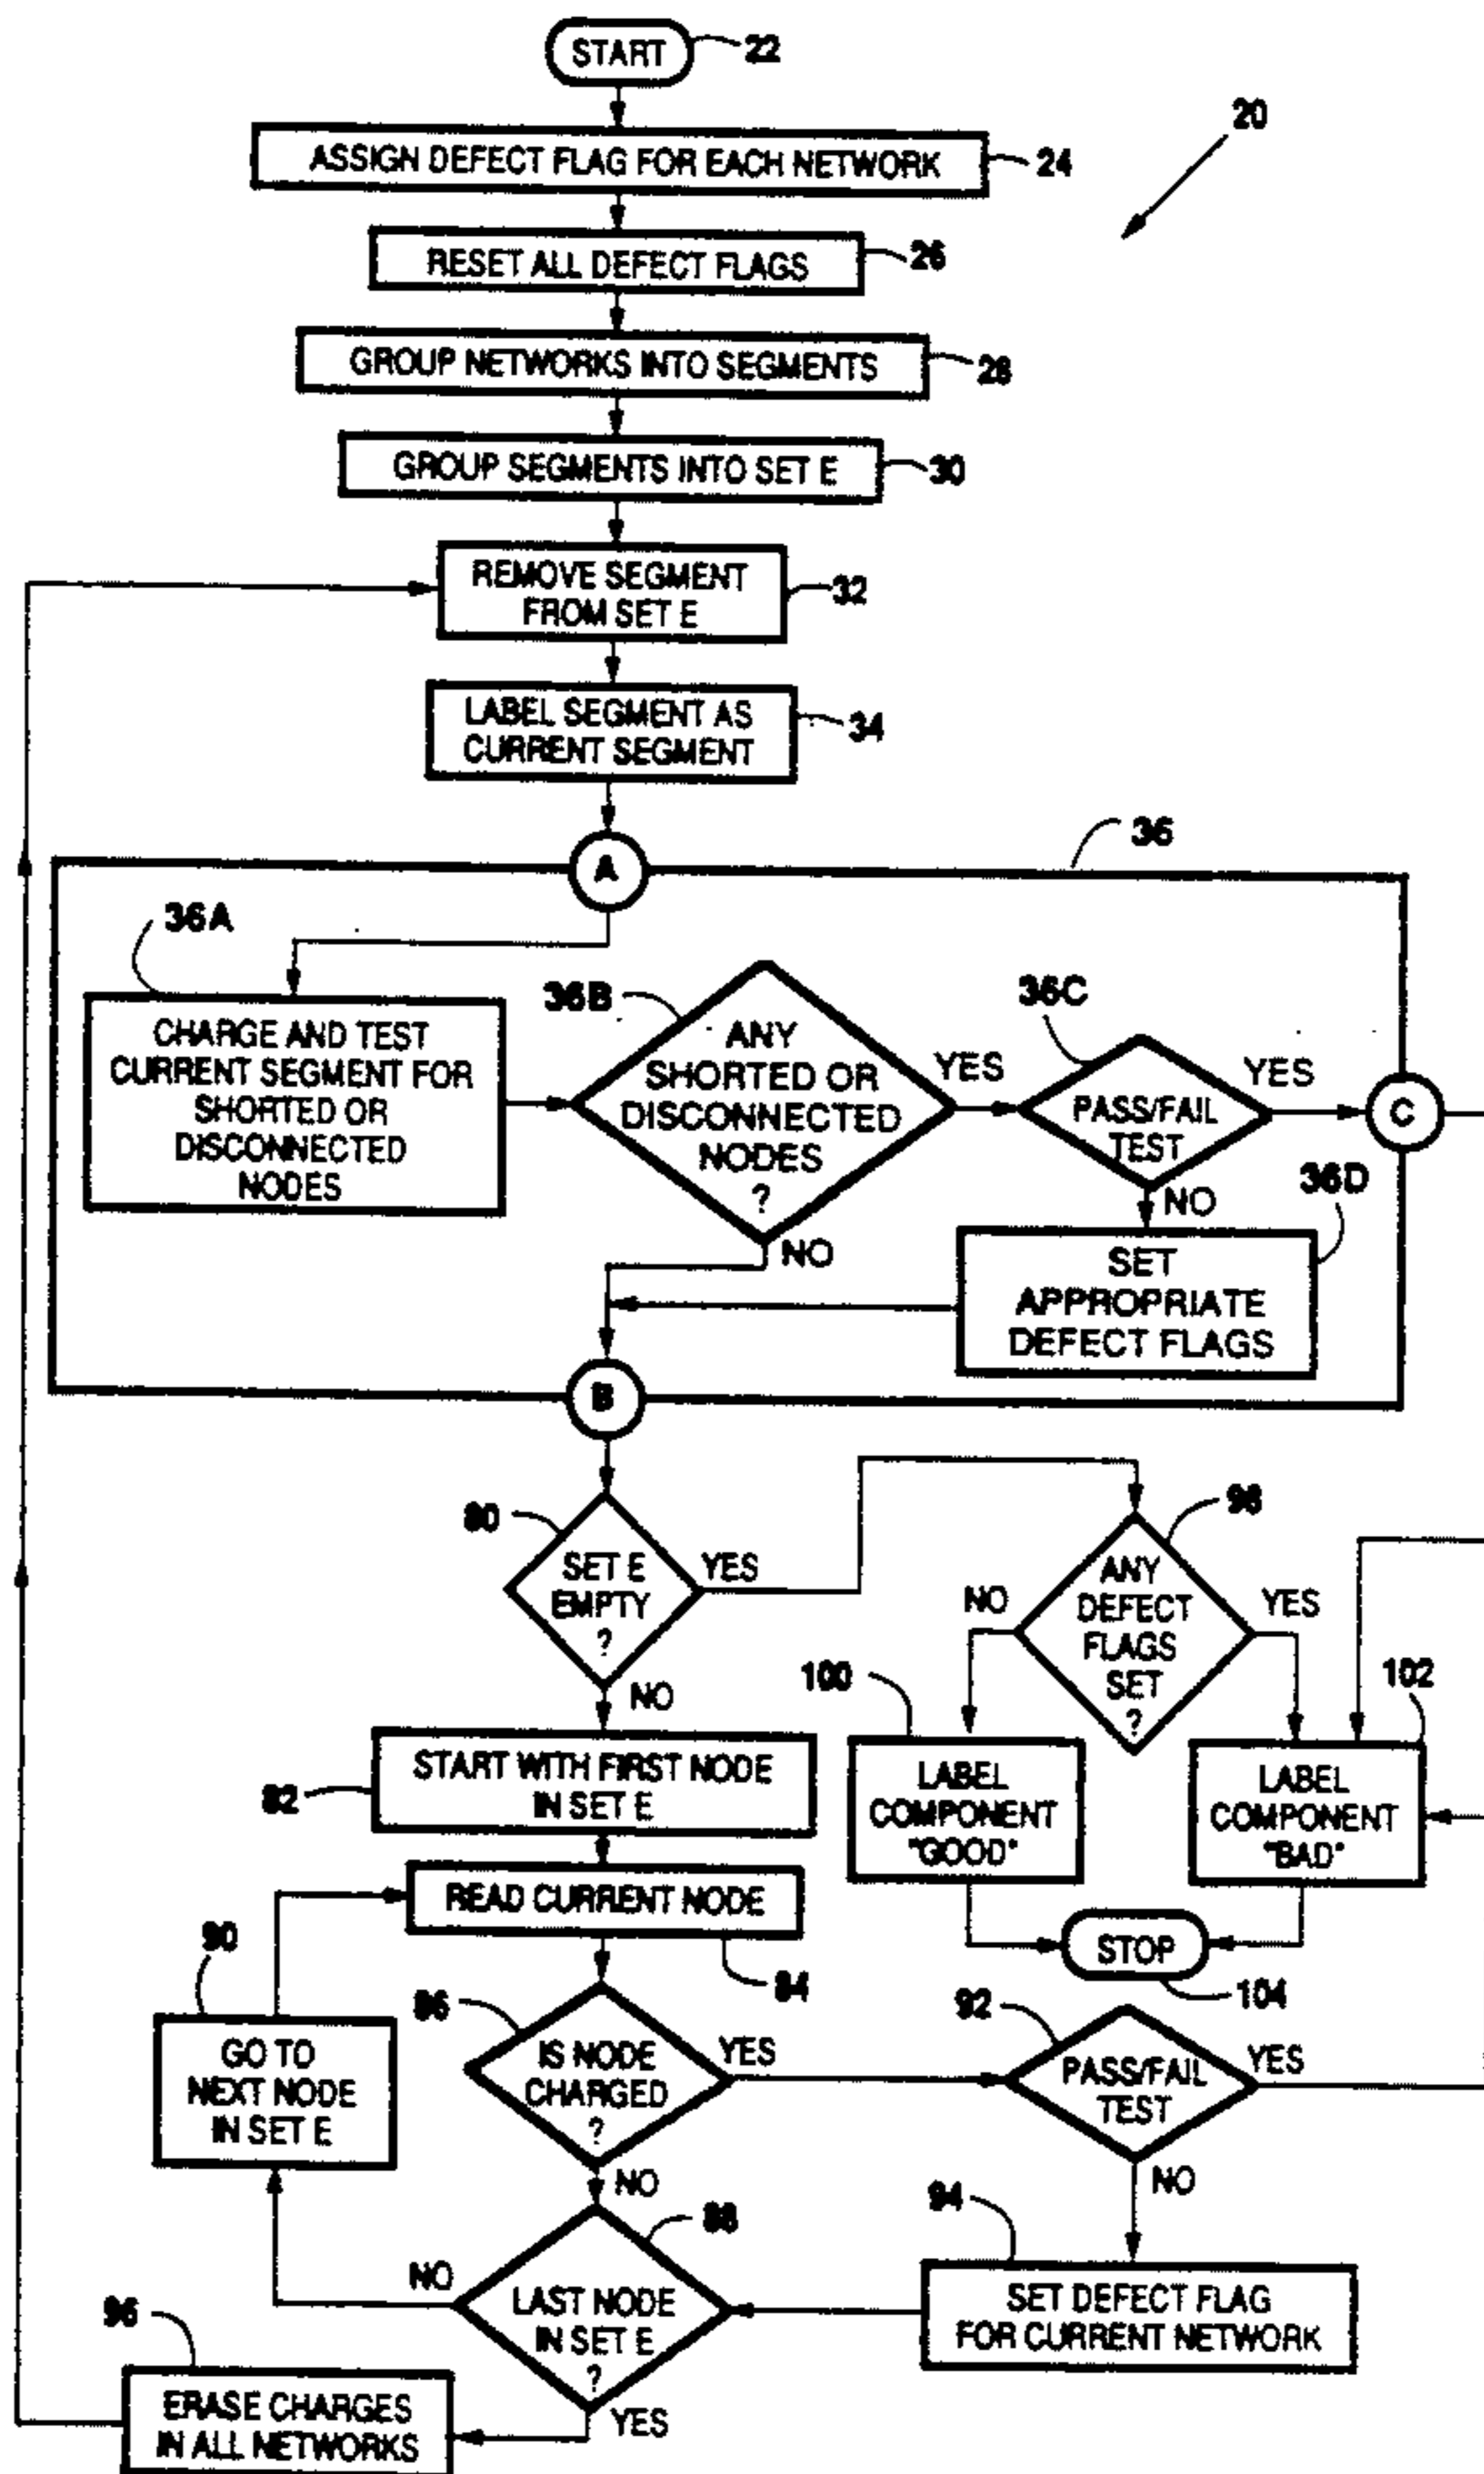 START
22
20
ASSIGN DEFECT FLAG FOR EACH NETWORK
24
RESET ALL DEFECT FLAGS
26
GROUP NETWORKS INTO SEGMENTS
28
GROUP SEGMENTS INTO SET E
30
REMOVE SEGMENT
FROM SET E
32
LABEL SEGMENT AS
CURRENT SEGMENT
34
A
36
36A
CHARGE AND TEST
CURRENT SEGMENT FOR
SHORTED OR
DISCONNECTED
NODES
36B
ANY
SHORTED OR
DISCONNECTED
NODES
?
YES
NO
36C
PASS/FAIL
TEST
YES
NO
C
36D
SET
APPROPRIATE
DEFECT FLAGS
B
80
SET E
EMPTY
?
YES
NO
98
ANY
DEFECT
FLAGS
SET
?
NO
YES
100
LABEL
COMPONENT
"GOOD"
102
LABEL
COMPONENT
"BAD"
STOP
104
82
START WITH FIRST NODE
IN SET E
READ CURRENT NODE
84
90
GO TO
NEXT NODE
IN SET E
86
IS NODE
CHARGED
?
YES
NO
92
PASS/FAIL
TEST
YES
NO
94
SET DEFECT FLAG
FOR CURRENT NETWORK
88
LAST NODE
IN SET E
?
NO
YES
96
ERASE CHARGES
IN ALL NETWORKS